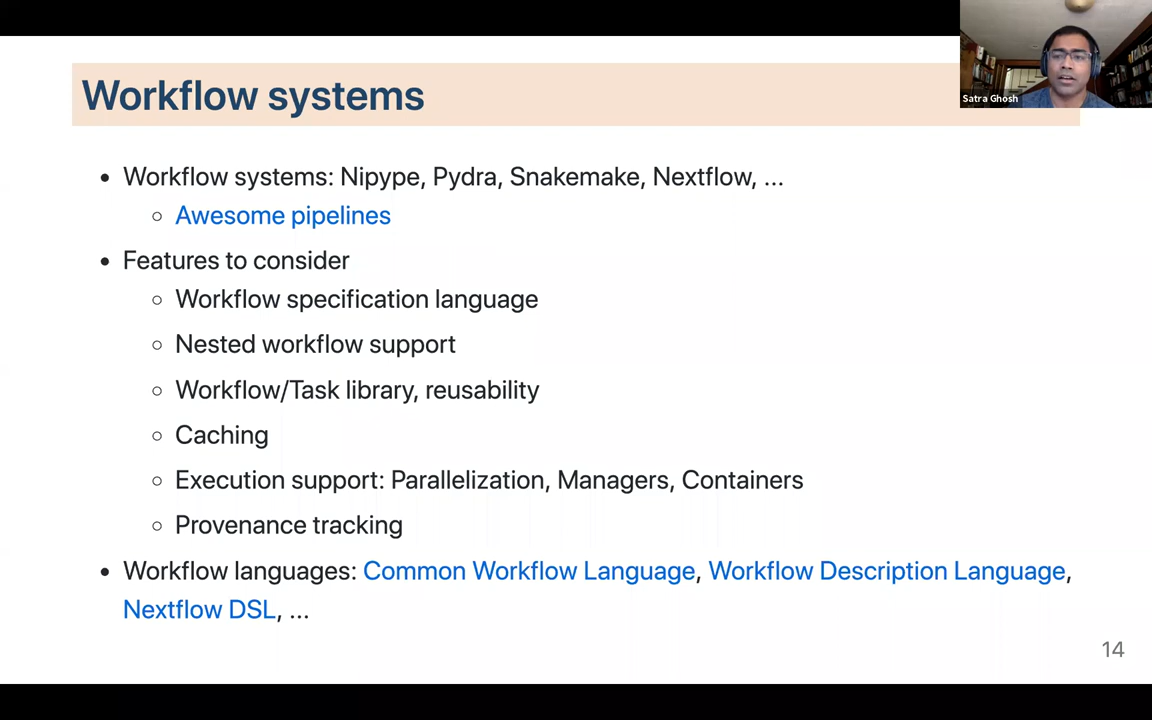 Workflow systems
Satra Ghosh
• Workflow systems: Nipype, Pydra, Snakemake, Nextflow, ...
○ Awesome pipelines
• Features to consider
○ Workflow specification language
○ Nested workflow support
○ Workflow/Task library, reusability
○ Caching
○ Execution support: Parallelization, Managers, Containers
○ Provenance tracking
• Workflow languages: Common Workflow Language, Workflow Description Language,
Nextflow DSL, ...
14